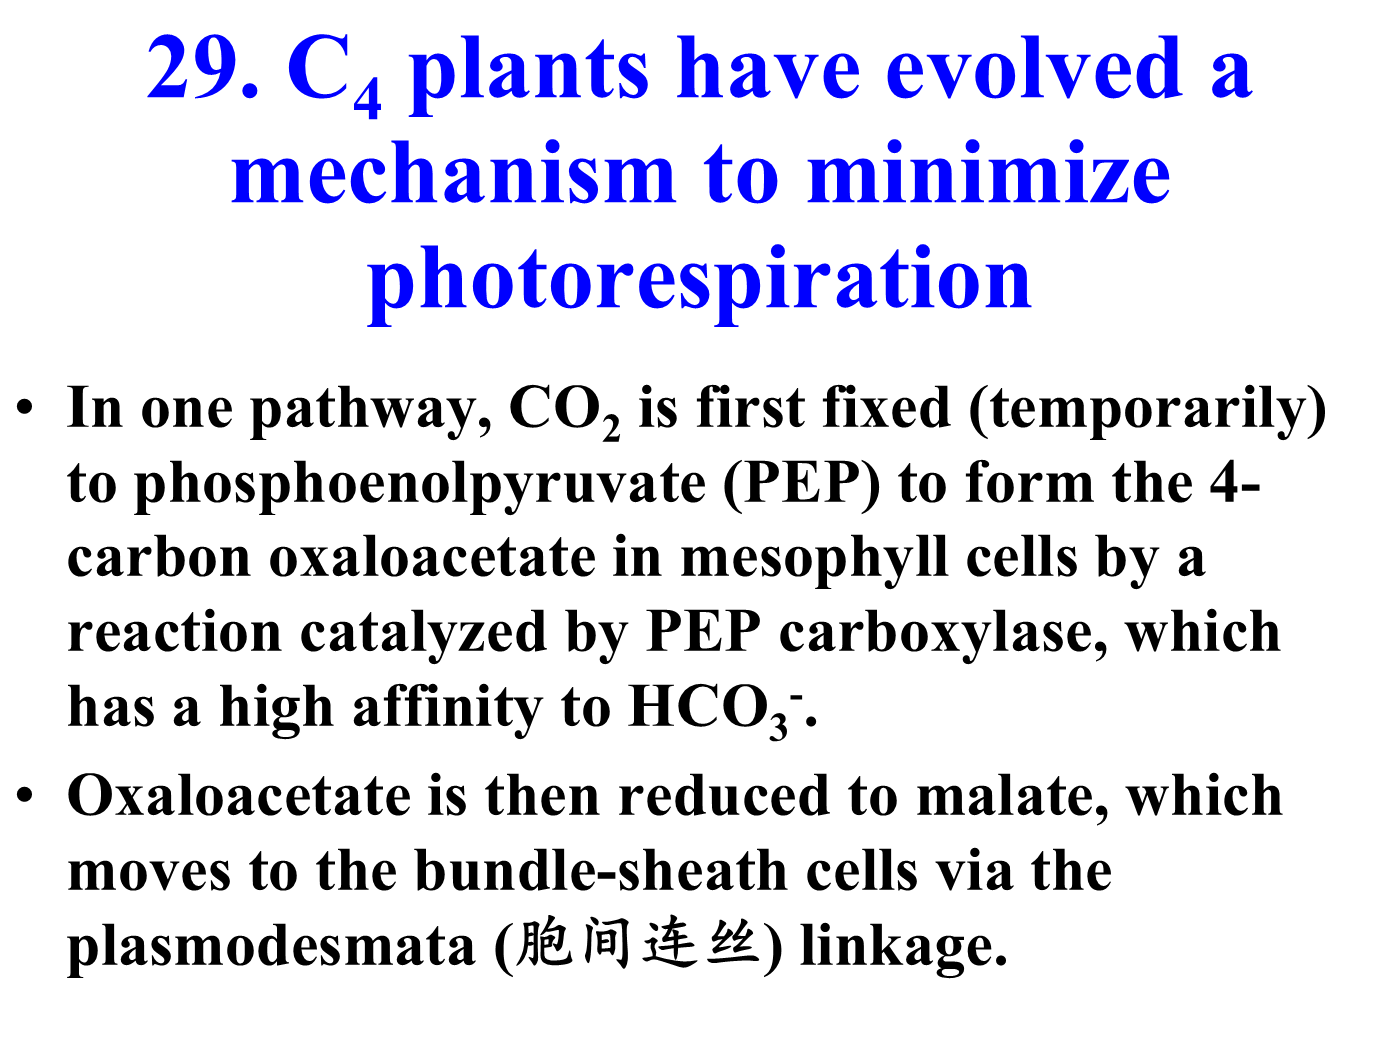 29. C₄ plants have evolved a
mechanism to minimize
photorespiration
• In one pathway, CO₂ is first fixed (temporarily)
to phosphoenolpyruvate (PEP) to form the 4-
carbon oxaloacetate in mesophyll cells by a
reaction catalyzed by PEP carboxylase, which
has a high affinity to HCO₃⁻.
• Oxaloacetate is then reduced to malate, which
moves to the bundle-sheath cells via the
plasmodesmata (胞间连丝) linkage.